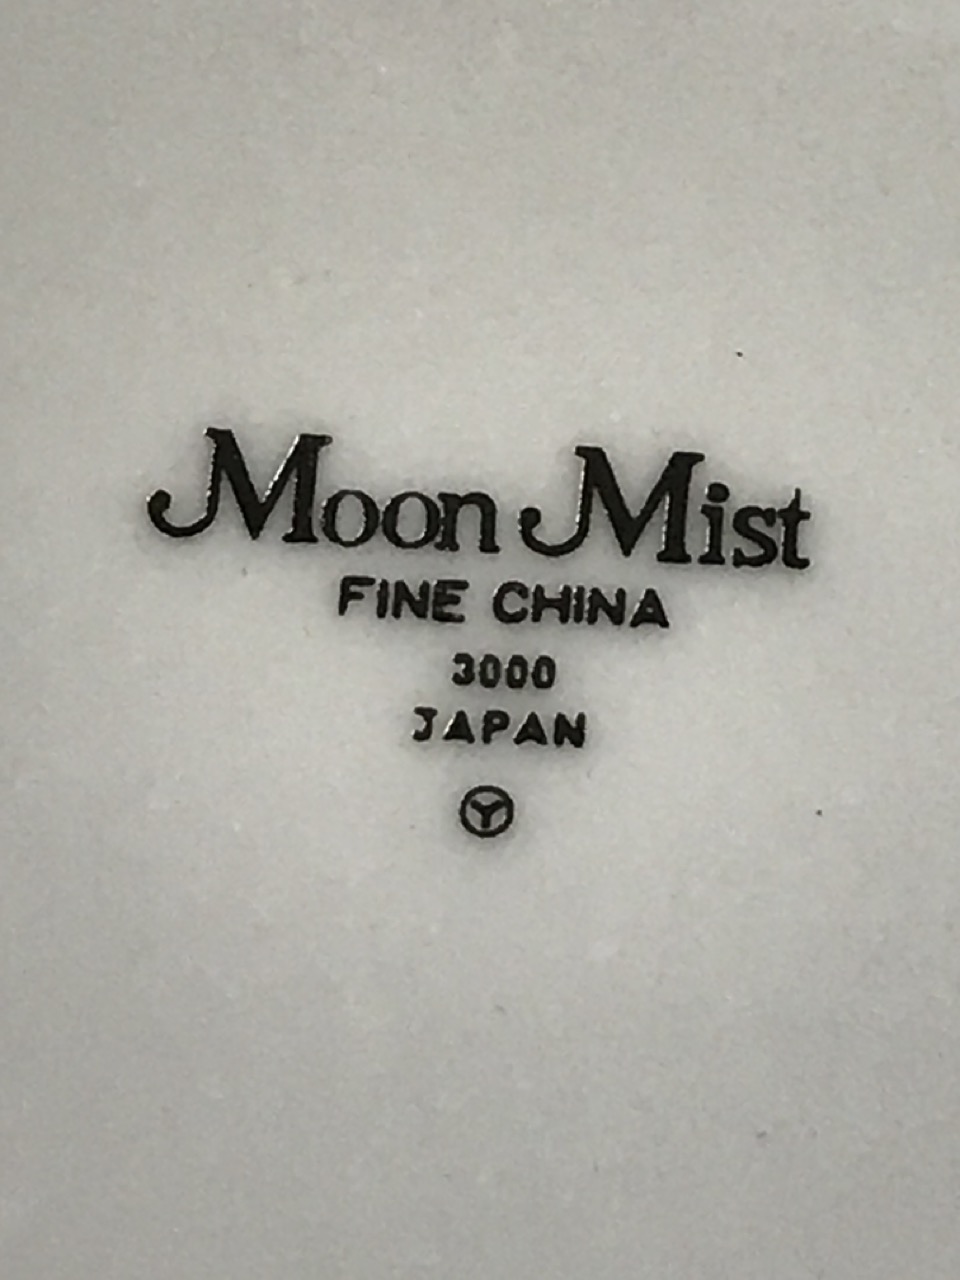 Moon Mist
FINE CHINA
3000
JAPAN
Y